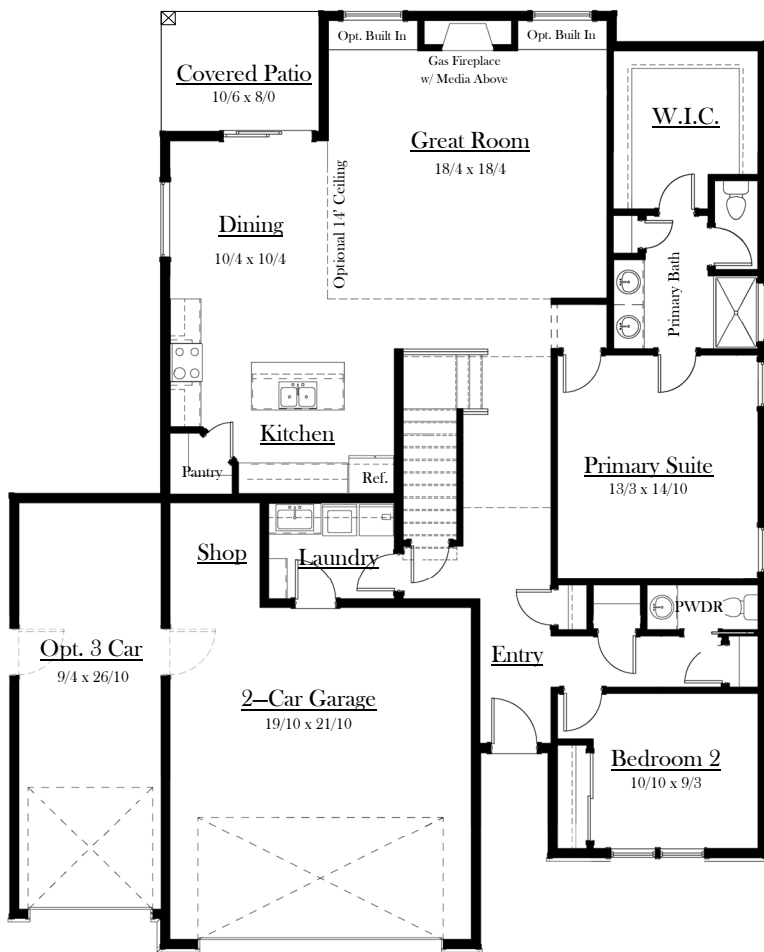 Opt. Built In
Opt. Built In
Gas Fireplace
w/ Media Above
Covered Patio
10/6 x 8/0
W.I.C.
Great Room
18/4 x 18/4
Optional 14' Ceiling
Dining
10/4 x 10/4
Primary Bath
Kitchen
Pantry
Ref.
Primary Suite
13/3 x 14/10
Shop
Laundry
PWDR
Opt. 3 Car
9/4 x 26/10
Entry
2–Car Garage
19/10 x 21/10
Bedroom 2
10/10 x 9/3